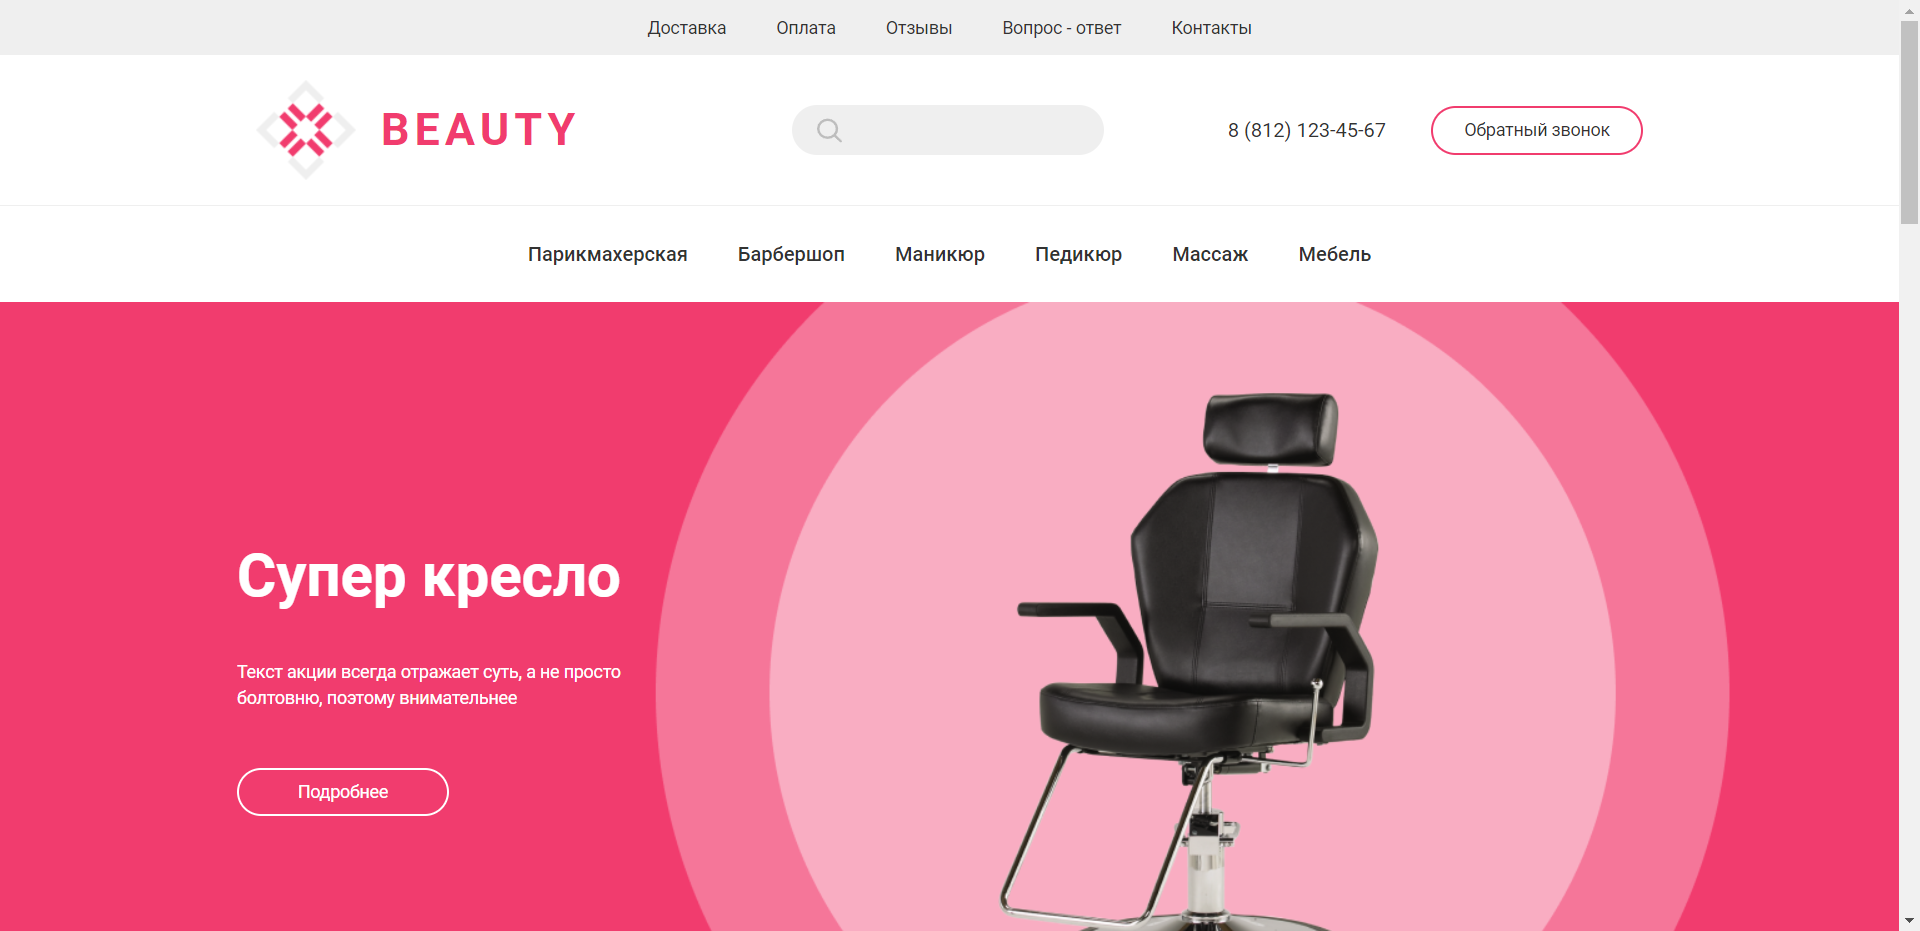 Доставка Оплата Отзывы Вопрос - ответ Контакты
BEAUTY
8 (812) 123-45-67
Обратный звонок
Парикмахерская Барбершоп Маникюр Педикюр Массаж Мебель
Супер кресло
Текст акции всегда отражает суть, а не просто
болтовню, поэтому внимательнее
Подробнее